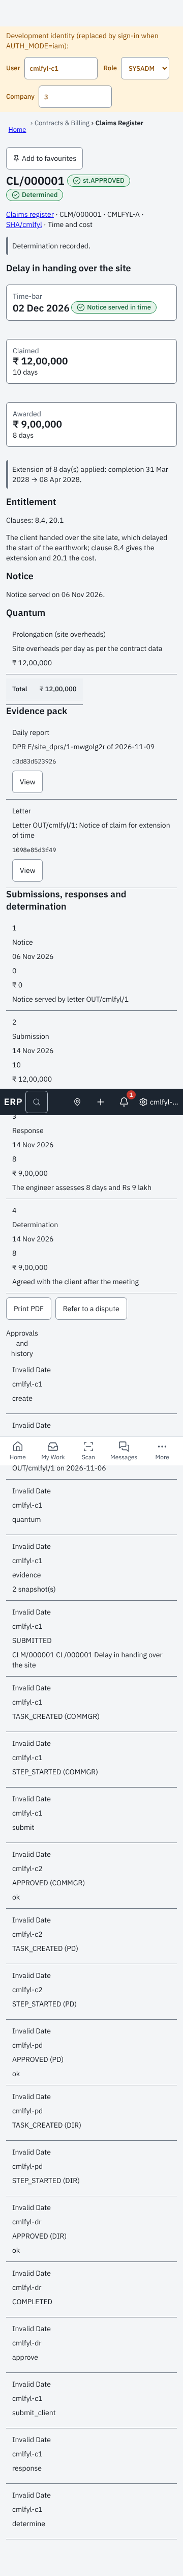 Development identity (replaced by sign-in when
AUTH_MODE=iam):
User cmlfyl-c1 Role SYSADM
Company 3
Home › Contracts & Billing › Claims Register
Add to favourites
CL/000001 st.APPROVED
Determined
Claims register · CLM/000001 · CMLFYL-A ·
SHA/cmlfyl · Time and cost
Determination recorded.
Delay in handing over the site
Time-bar
02 Dec 2026 Notice served in time
Claimed
₹ 12,00,000
10 days
Awarded
₹ 9,00,000
8 days
Extension of 8 day(s) applied: completion 31 Mar
2028 → 08 Apr 2028.
Entitlement
Clauses: 8.4, 20.1
The client handed over the site late, which delayed
the start of the earthwork; clause 8.4 gives the
extension and 20.1 the cost.
Notice
Notice served on 06 Nov 2026.
Quantum
Prolongation (site overheads)
Site overheads per day as per the contract data
₹ 12,00,000
Total ₹ 12,00,000
Evidence pack
Daily report
DPR E/site_dprs/1-mwgolg2r of 2026-11-09
d3d83d523926
View
Letter
Letter OUT/cmlfyl/1: Notice of claim for extension
of time
1098e85d3f49
View
Submissions, responses and
determination
1
Notice
06 Nov 2026
0
₹ 0
Notice served by letter OUT/cmlfyl/1
2
Submission
14 Nov 2026
10
₹ 12,00,000
ERP 1 cmlfyl-...
3
Response
14 Nov 2026
8
₹ 9,00,000
The engineer assesses 8 days and Rs 9 lakh
4
Determination
14 Nov 2026
8
₹ 9,00,000
Agreed with the client after the meeting
Print PDF Refer to a dispute
Approvals
and
history
Invalid Date
cmlfyl-c1
create
Invalid Date
Home My Work Scan Messages More
OUT/cmlfyl/1 on 2026-11-06
Invalid Date
cmlfyl-c1
quantum
Invalid Date
cmlfyl-c1
evidence
2 snapshot(s)
Invalid Date
cmlfyl-c1
SUBMITTED
CLM/000001 CL/000001 Delay in handing over
the site
Invalid Date
cmlfyl-c1
TASK_CREATED (COMMGR)
Invalid Date
cmlfyl-c1
STEP_STARTED (COMMGR)
Invalid Date
cmlfyl-c1
submit
Invalid Date
cmlfyl-c2
APPROVED (COMMGR)
ok
Invalid Date
cmlfyl-c2
TASK_CREATED (PD)
Invalid Date
cmlfyl-c2
STEP_STARTED (PD)
Invalid Date
cmlfyl-pd
APPROVED (PD)
ok
Invalid Date
cmlfyl-pd
TASK_CREATED (DIR)
Invalid Date
cmlfyl-pd
STEP_STARTED (DIR)
Invalid Date
cmlfyl-dr
APPROVED (DIR)
ok
Invalid Date
cmlfyl-dr
COMPLETED
Invalid Date
cmlfyl-dr
approve
Invalid Date
cmlfyl-c1
submit_client
Invalid Date
cmlfyl-c1
response
Invalid Date
cmlfyl-c1
determine